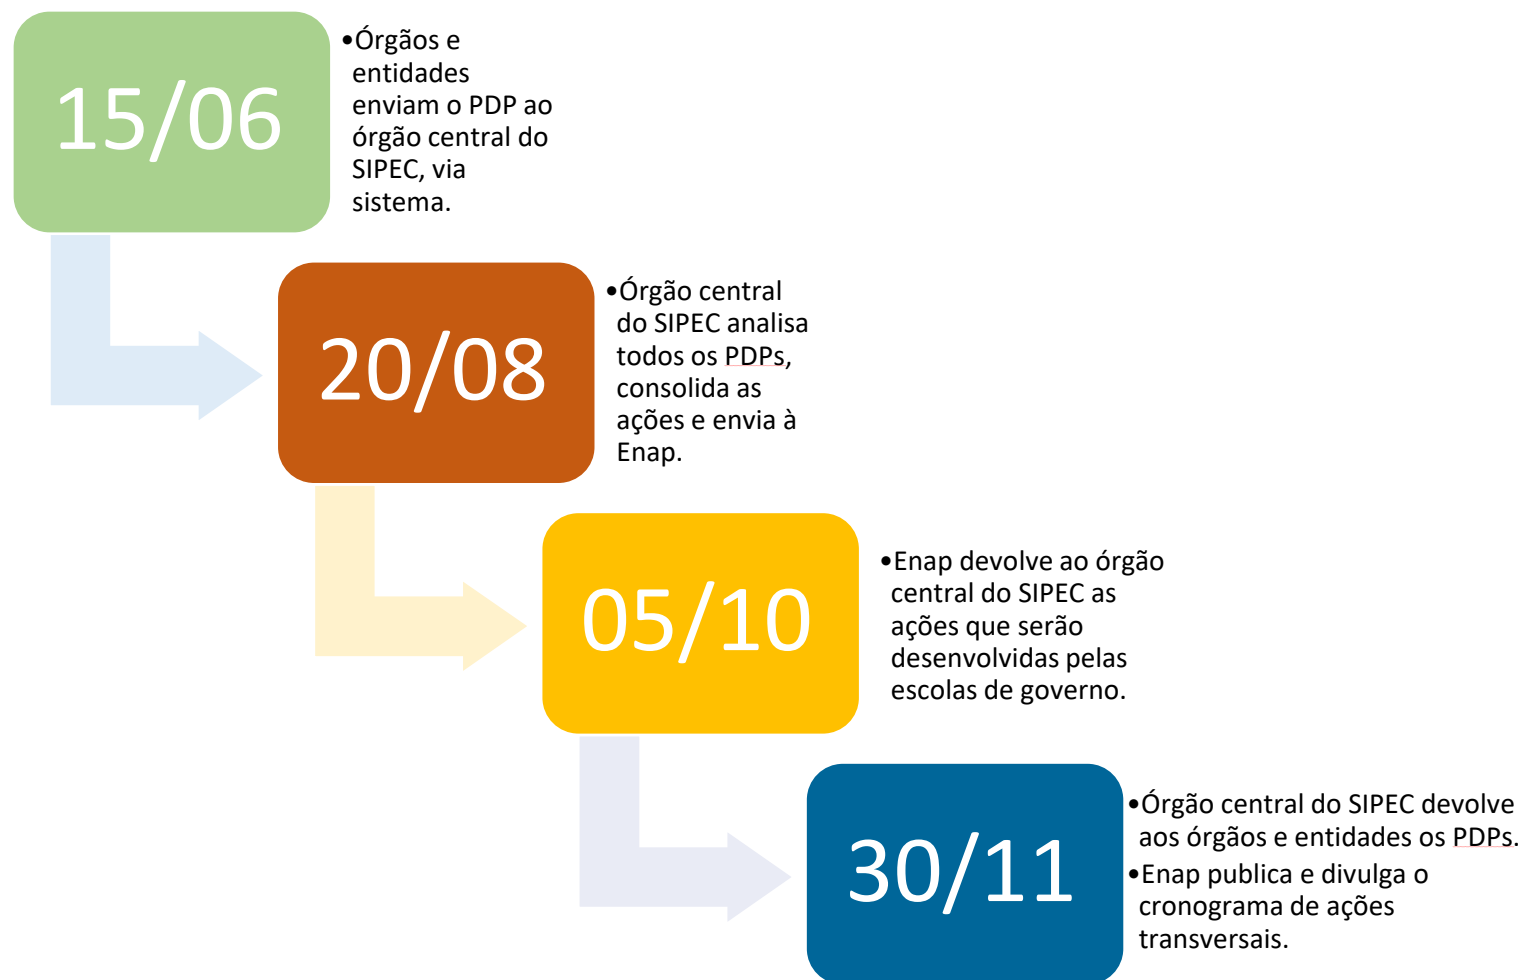 15/06
•Órgãos e
entidades
enviam o PDP ao
órgão central do
SIPEC, via
sistema.
20/08
•Órgão central
do SIPEC analisa
todos os PDPs,
consolida as
ações e envia à
Enap.
05/10
•Enap devolve ao órgão
central do SIPEC as
ações que serão
desenvolvidas pelas
escolas de governo.
30/11
•Órgão central do SIPEC devolve
aos órgãos e entidades os PDPs.
•Enap publica e divulga o
cronograma de ações
transversais.